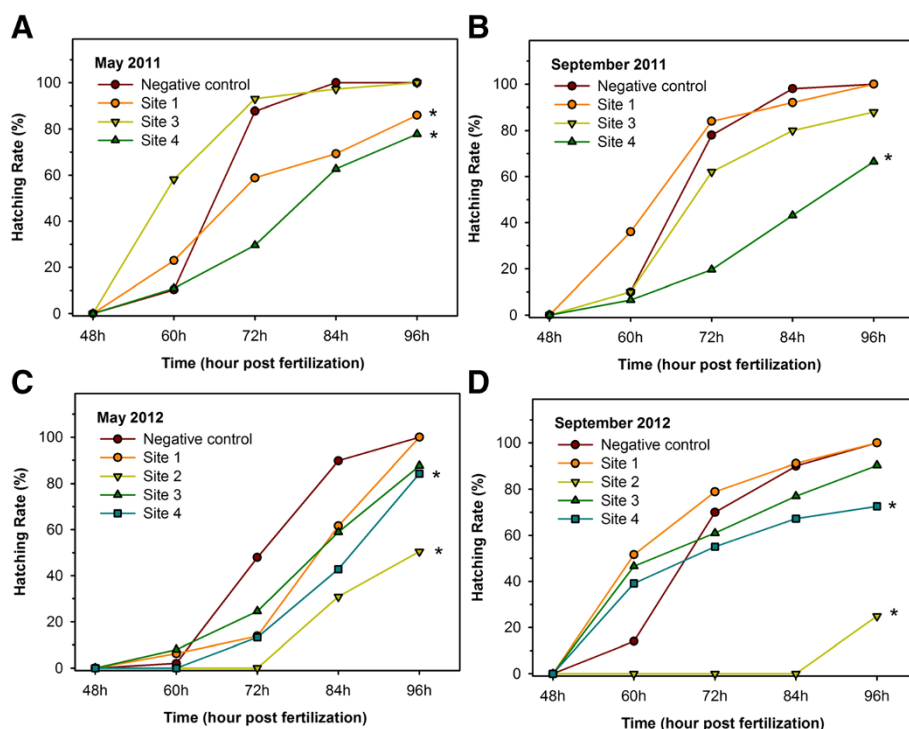 A
May 2011
Negative control
Site 1
Site 3
Site 4
*
*
100
80
60
40
20
0
Hatching Rate (%)
48h 60h 72h 84h 96h
Time (hour post fertilization)
B
September 2011
Negative control
Site 1
Site 3
Site 4
*
100
80
60
40
20
0
Hatching Rate (%)
48h 60h 72h 84h 96h
Time (hour post fertilization)
C
May 2012
Negative control
Site 1
Site 2
Site 3
Site 4
*
*
100
80
60
40
20
0
Hatching Rate (%)
48h 60h 72h 84h 96h
Time (hour post fertilization)
D
September 2012
Negative control
Site 1
Site 2
Site 3
Site 4
*
*
100
80
60
40
20
0
Hatching Rate (%)
48h 60h 72h 84h 96h
Time (hour post fertilization)